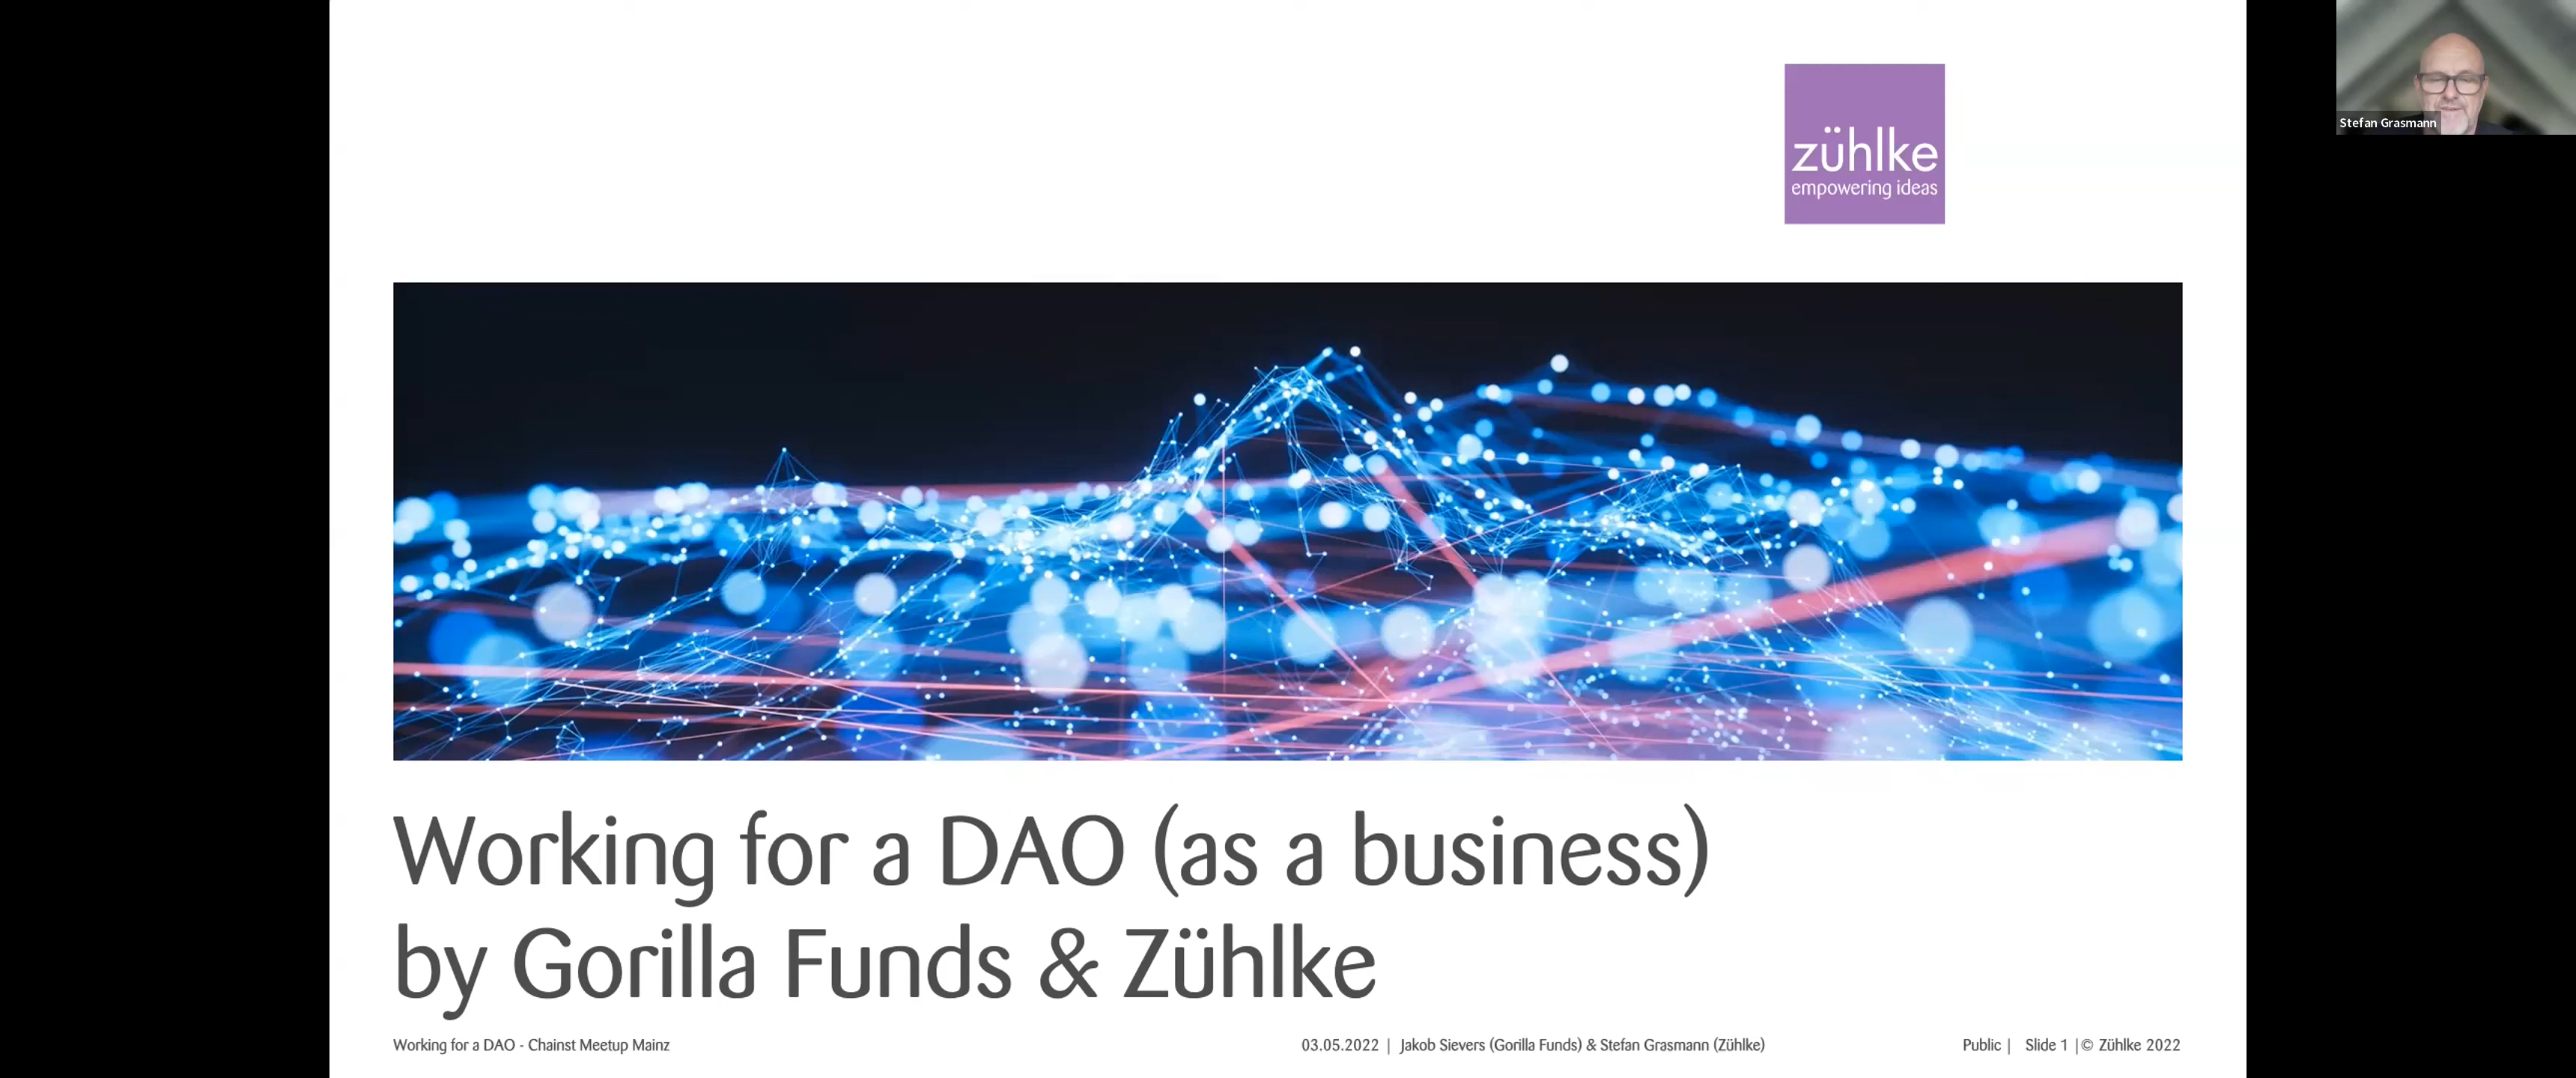 zühlke
empowering ideas
Stefan Grasmann
Working for a DAO (as a business)
by Gorilla Funds & Zühlke
Working for a DAO - Chainst Meetup Mainz
03.05.2022 | Jakob Sievers (Gorilla Funds) & Stefan Grasmann (Zühlke)
Public | Slide 1 | © Zühlke 2022